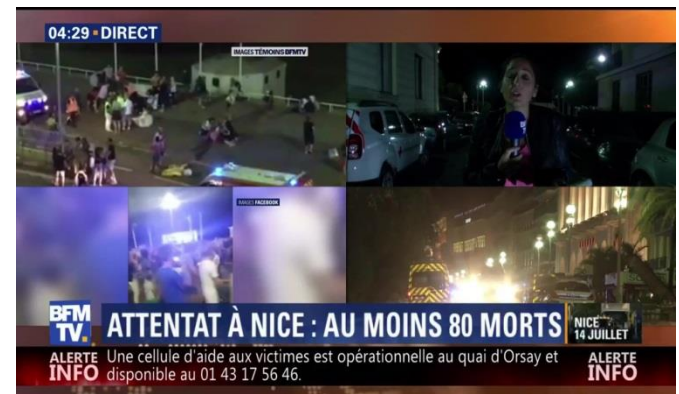 04:29 DIRECT
IMAGES TÉMOINS BFMTV
IMAGES FACEBOOK
BFM
TV.
ATTENTAT À NICE : AU MOINS 80 MORTS
NICE
14 JUILLET
ALERTE
INFO
Une cellule d'aide aux victimes est opérationnelle au quai d'Orsay et
disponible au 01 43 17 56 46.
ALERTE
INFO